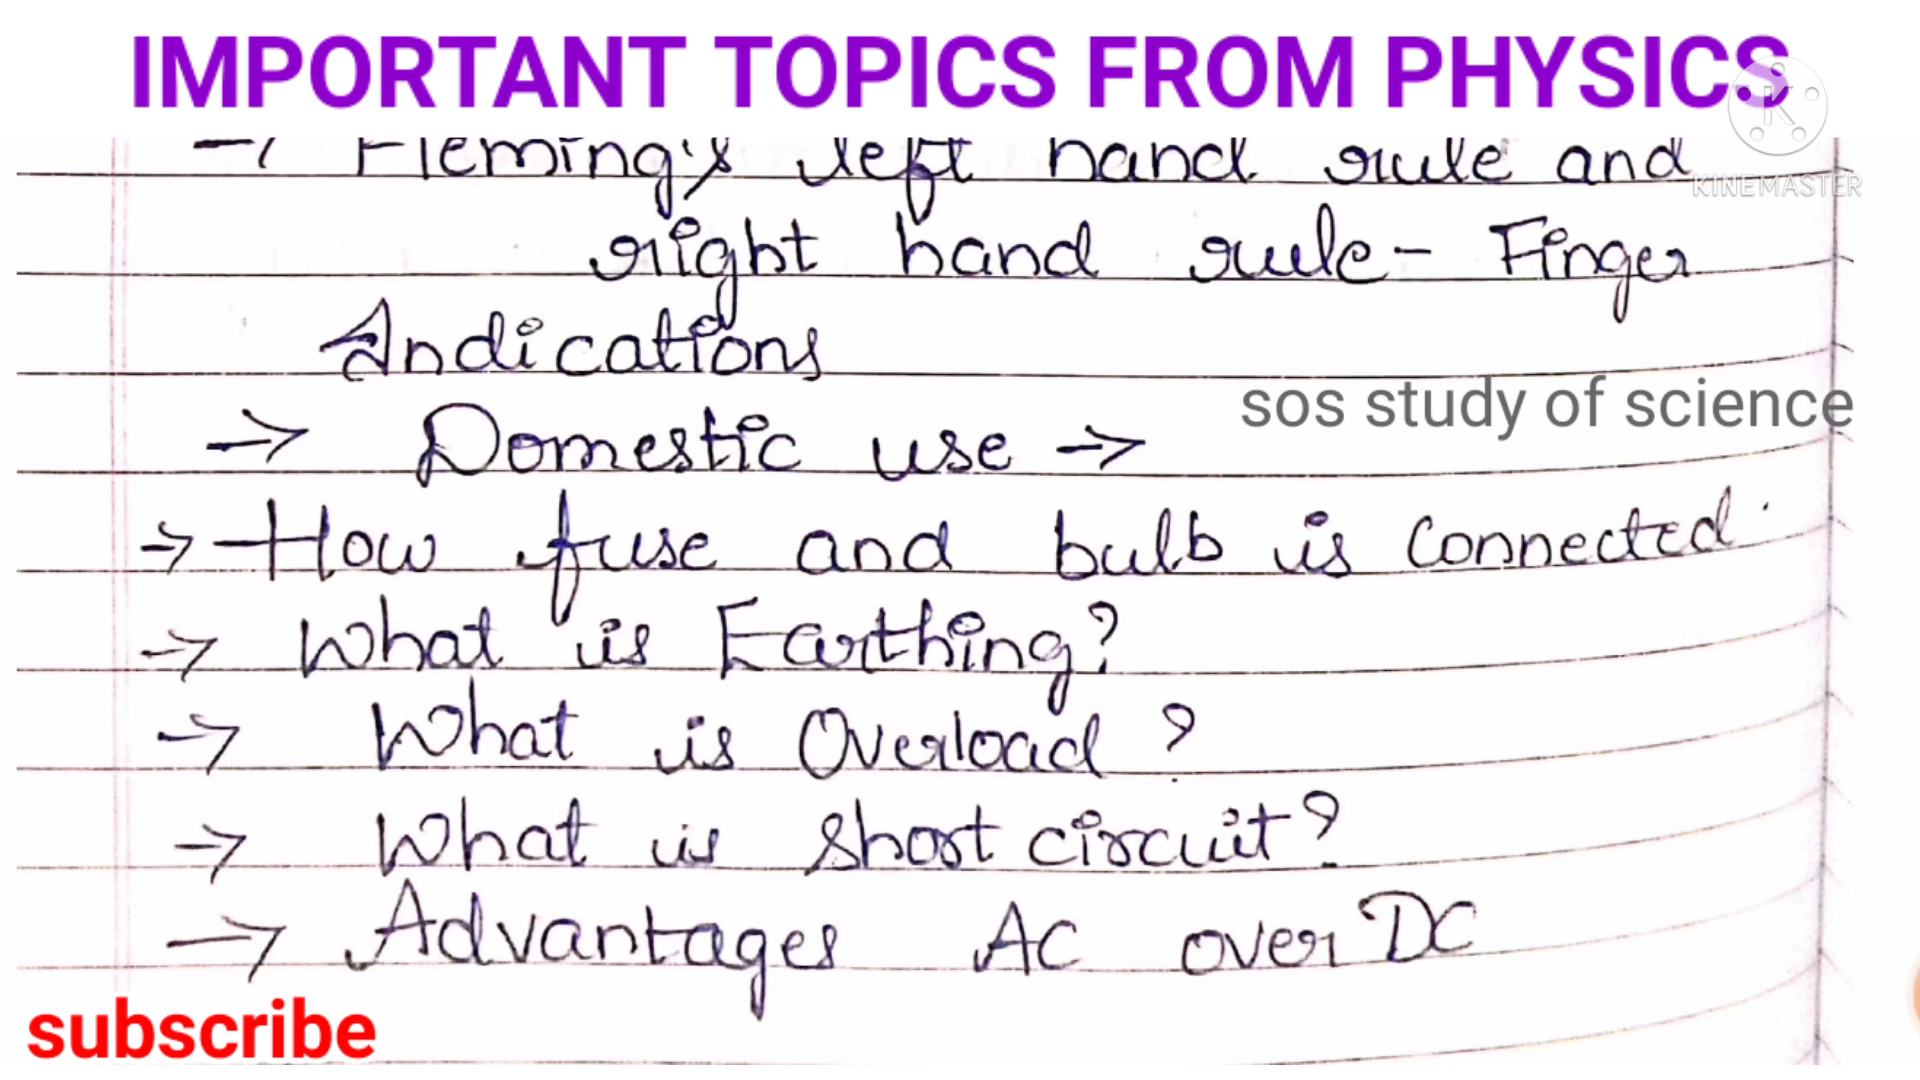 IMPORTANT TOPICS FROM PHYSICS
→ Fleming's left hand rule and
KINEMASTER
right hand rule - Finger
Indications
sos study of science
→ Domestic use →
→ How fuse and bulb is connected.
→ What is Earthing?
→ What is Overload?
→ What is short circuit?
→ Advantages AC over DC
subscribe